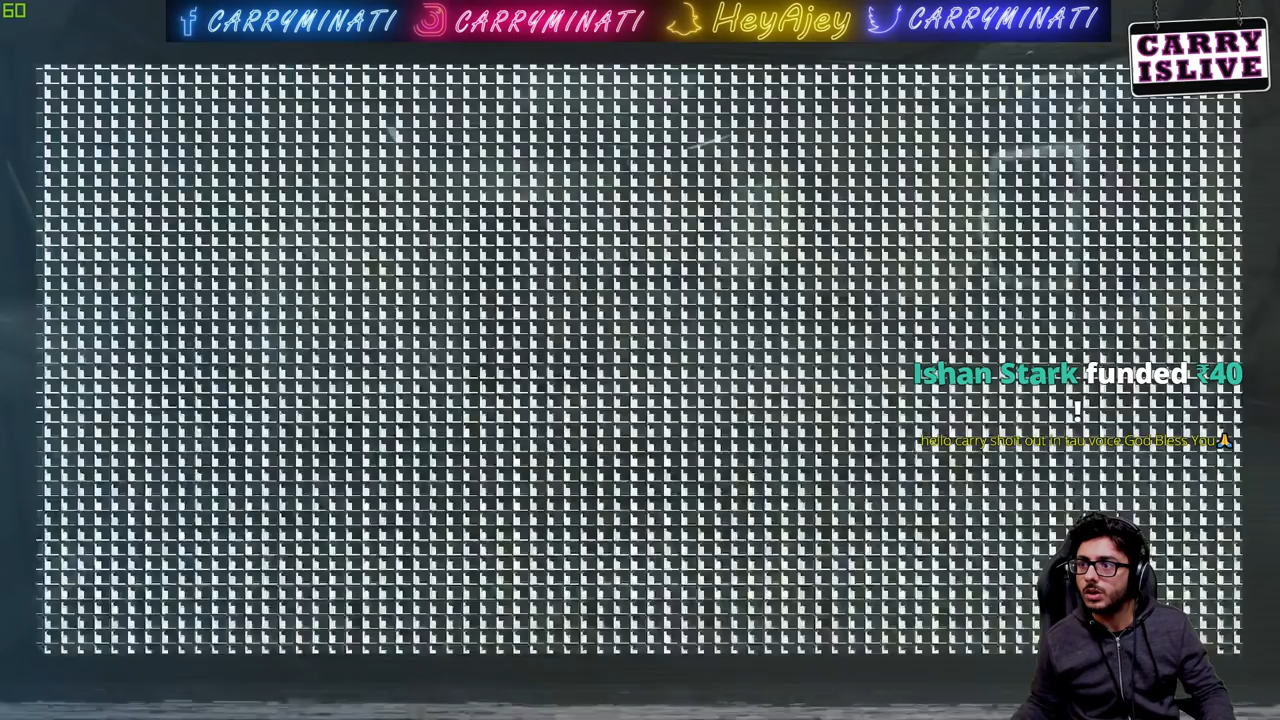 60
CARRYMINATI CARRYMINATI HeyAjey CARRYMINATI
CARRY
ISLIVE
Ishan Stark funded ₹40
!
hello carry shoit out in tau voice God Bless You🙏